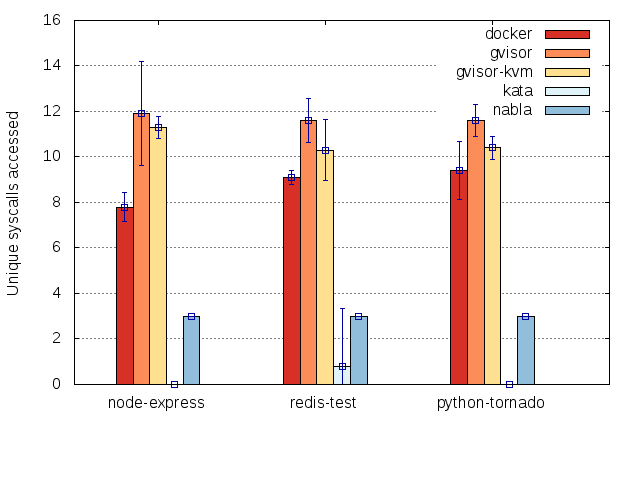 16
14
12
10
8
6
4
2
0
Unique syscalls accessed
docker
gvisor
gvisor-kvm
kata
nabla
node-express
redis-test
python-tornado